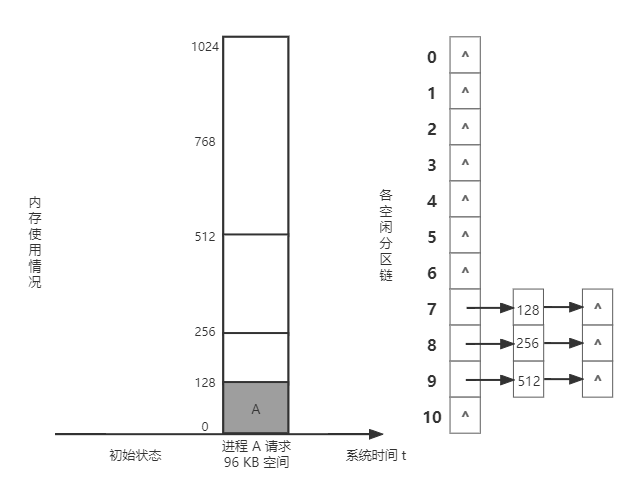 内存使用情况
1024
768
512
256
128
A
0
初始状态
进程 A 请求
96 KB 空间
系统时间 t
各空闲分区链
0 ^
1 ^
2 ^
3 ^
4 ^
5 ^
6 ^
7 128 ^
8 256 ^
9 512 ^
10 ^